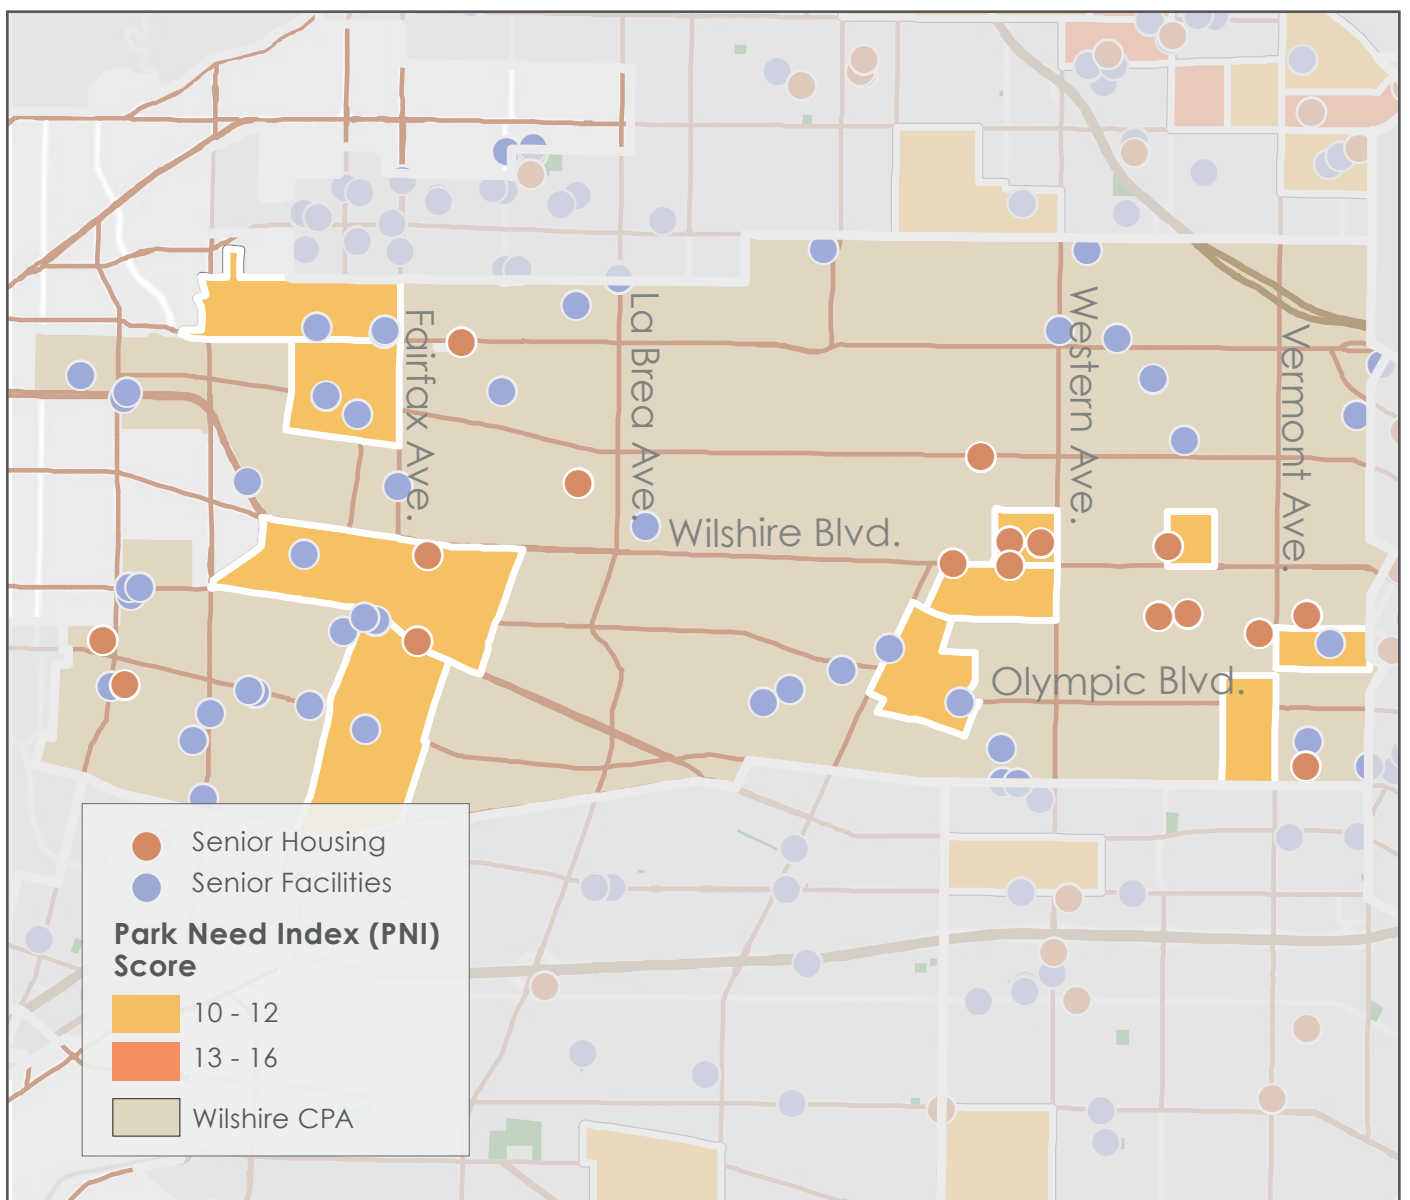 Fairfax Ave.
La Brea Ave.
Western Ave.
Vermont Ave.
Wilshire Blvd.
Olympic Blvd.
Senior Housing
Senior Facilities
Park Need Index (PNI)
Score
10 - 12
13 - 16
Wilshire CPA